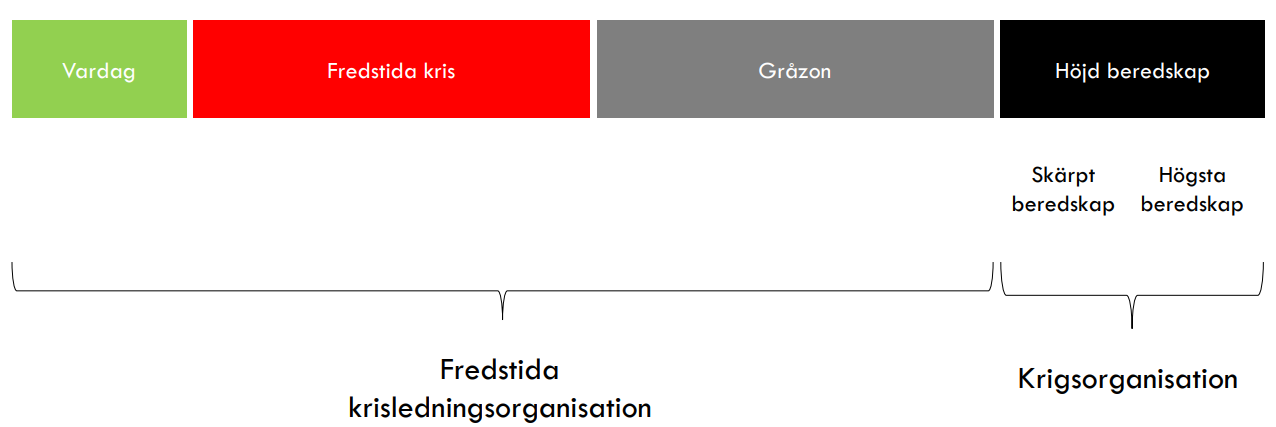 Vardag
Fredstida kris
Gråzon
Höjd beredskap
Skärpt
beredskap
Högsta
beredskap
Fredstida
krisledningsorganisation
Krigsorganisation